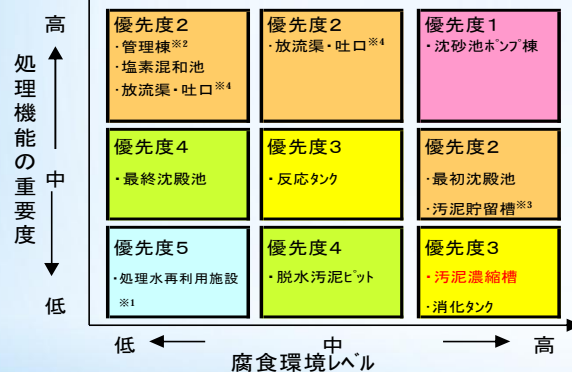 高
処理機能の重要度
中
低
優先度2
・管理棟※2
・塩素混和池
・放流渠・吐口※4
優先度2
・放流渠・吐口※4
優先度1
・沈砂池ﾎﾟﾝﾌﾟ棟
優先度4
・最終沈殿池
優先度3
・反応ﾀﾝｸ
優先度2
・最初沈殿池
・汚泥貯留槽※3
優先度5
・処理水再利用施設
※1
優先度4
・脱水汚泥ﾋﾟｯﾄ
優先度3
・汚泥濃縮槽
・消化ﾀﾝｸ
低
中
高
腐食環境ﾚﾍﾞﾙ